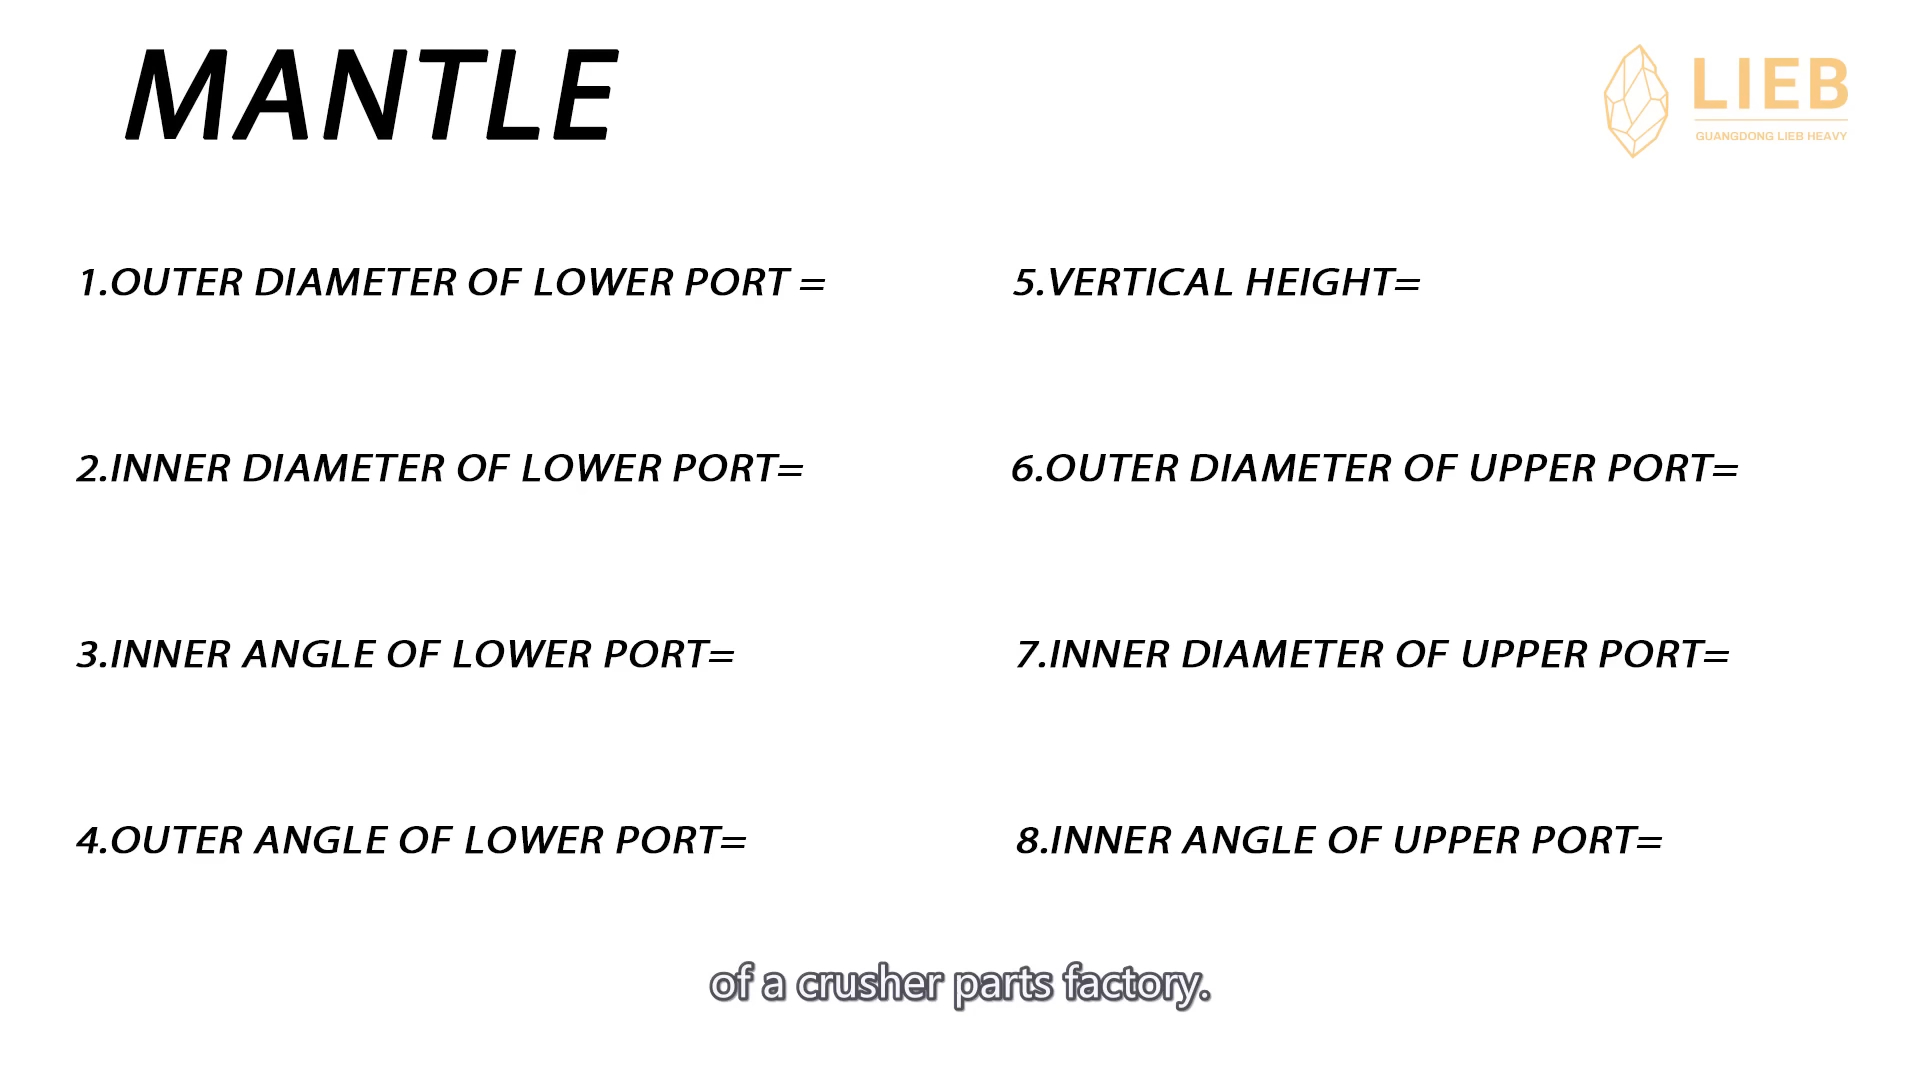 MANTLE
LIEB
GUANGDONG LIEB HEAVY
1.OUTER DIAMETER OF LOWER PORT =
2.INNER DIAMETER OF LOWER PORT=
3.INNER ANGLE OF LOWER PORT=
4.OUTER ANGLE OF LOWER PORT=
5.VERTICAL HEIGHT=
6.OUTER DIAMETER OF UPPER PORT=
7.INNER DIAMETER OF UPPER PORT=
8.INNER ANGLE OF UPPER PORT=
of a crusher parts factory.